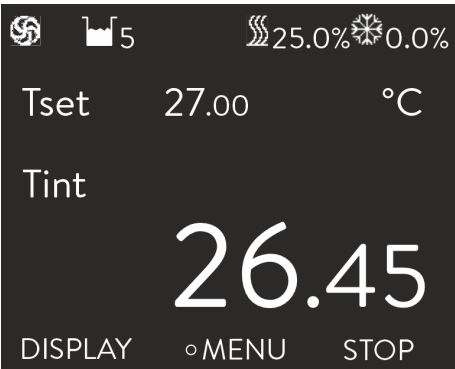 5 25.0% 0.0%
Tset 27.00 °C
Tint
26.45
DISPLAY ◦MENU STOP